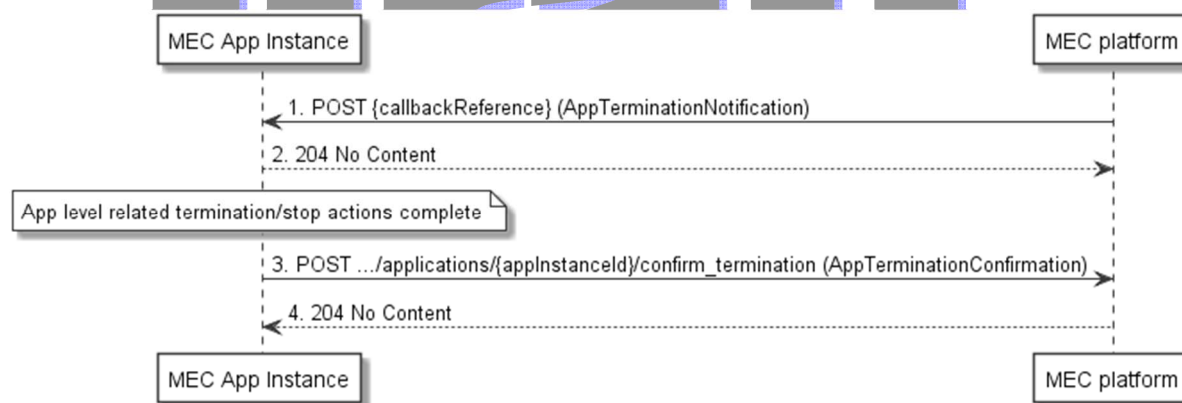 MEC App Instance
MEC platform
1. POST {callbackReference} (AppTerminationNotification)
2. 204 No Content
App level related termination/stop actions complete
3. POST .../applications/{appInstanceId}/confirm_termination (AppTerminationConfirmation)
4. 204 No Content
MEC App Instance
MEC platform